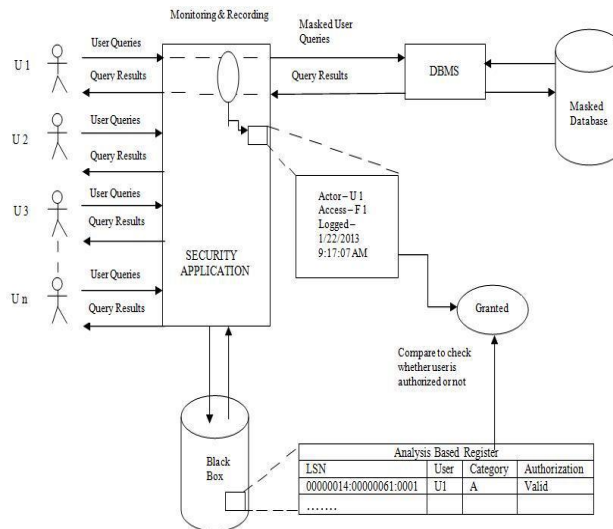 Monitoring & Recording
User Queries
U 1
Query Results
Masked User
Queries
Query Results
DBMS
Masked
Database
User Queries
U 2
Query Results
User Queries
U 3
Query Results
Actor – U 1
Access – F 1
Logged –
1/22/2013
9:17:07 AM
SECURITY
APPLICATION
User Queries
U n
Query Results
Granted
Compare to check
whether user is
authorized or not
Black
Box
Analysis Based Register
LSN User Category Authorization
00000014:00000061:0001 U1 A Valid
.......